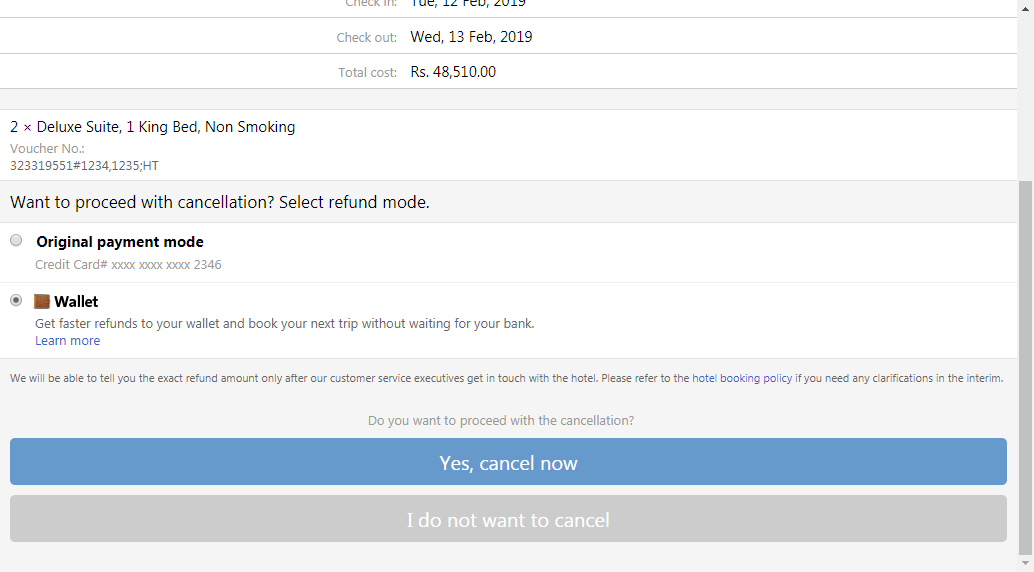 Check in: Tue, 12 Feb, 2019
Check out: Wed, 13 Feb, 2019
Total cost: Rs. 48,510.00
2 × Deluxe Suite, 1 King Bed, Non Smoking
Voucher No.:
323319551#1234,1235;HT
Want to proceed with cancellation? Select refund mode.
Original payment mode
Credit Card# xxxx xxxx xxxx 2346
Wallet
Get faster refunds to your wallet and book your next trip without waiting for your bank.
Learn more
We will be able to tell you the exact refund amount only after our customer service executives get in touch with the hotel. Please refer to the hotel booking policy if you need any clarifications in the interim.
Do you want to proceed with the cancellation?
Yes, cancel now
I do not want to cancel